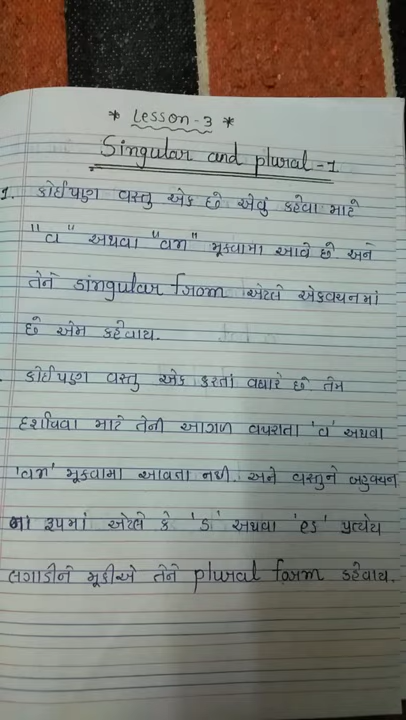 * Lesson-3 *
Singular and plural-1
1. કોઈપણ વસ્તુ એક છે એવું કહેવા માટે
"a" અથવા "an" મૂકવામા આવે છે અને
તેને singular from એટલે એકવચનમાં
છે એમ કહેવાય.
કોઈપણ વસ્તુ એક કરતાં વધારે છે તેમ
દર્શાવવા માટે તેની આગળ વપરાતા 'a' અથવા
'an' મૂકવામા આવતા નથી. અને વસ્તુને બહુવચન
ના રૂપમાં એટલે કે 's' અથવા 'es' પ્રત્યેય
લગાડીને મૂકીએ તેને plural form કહેવાય.